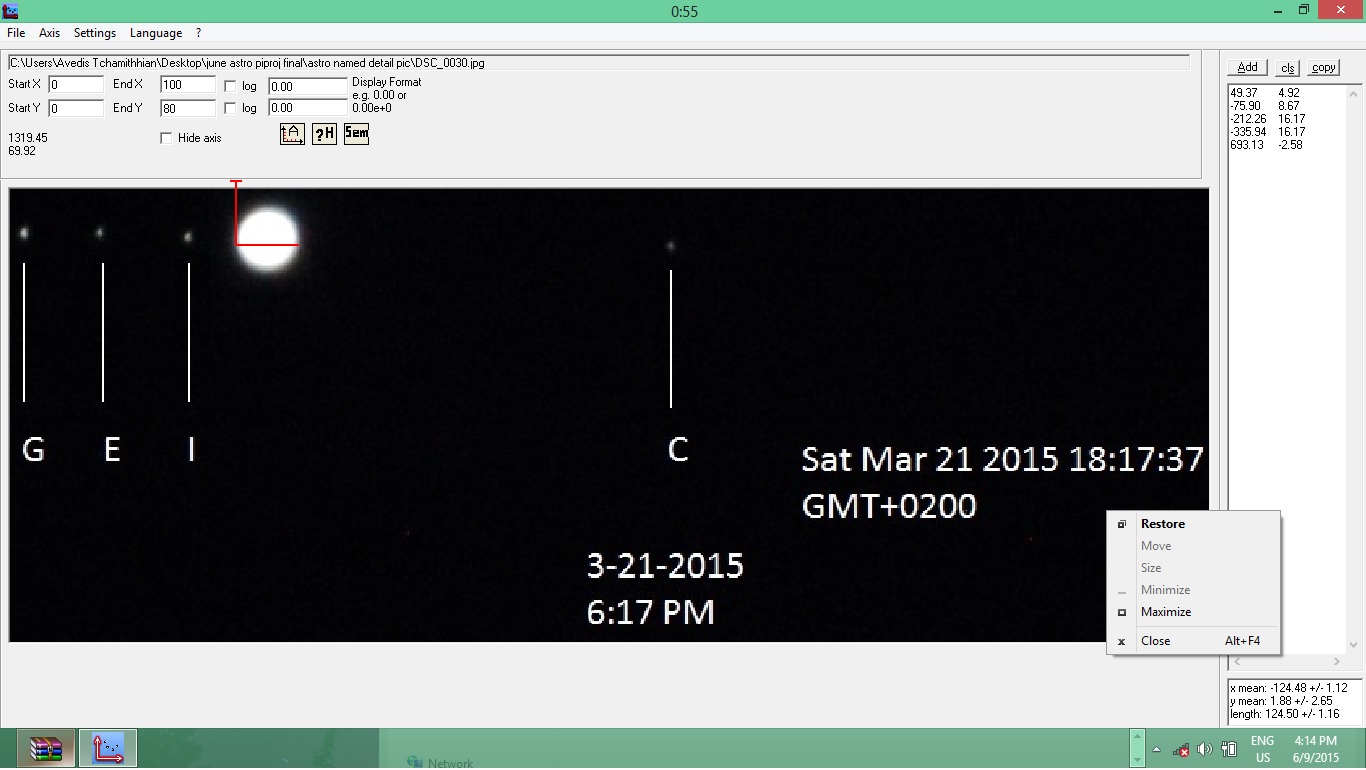 0:55
File Axis Settings Language ?
C:\Users\Avedis Tchamithhian\Desktop\june astro piproj final\astro named detail pic\DSC_0030.jpg
Start X 0 End X 100 log 0.00 Display Format
e.g. 0.00 or
Start Y 0 End Y 80 log 0.00 0.00e+0
1319.45
69.92
Hide axis
?H
Sem
Add cls copy
49.37 4.92
-75.90 8.67
-212.26 16.17
-335.94 16.17
693.13 -2.58
G E I C
Sat Mar 21 2015 18:17:37
GMT+0200
3-21-2015
6:17 PM
Restore
Move
Size
Minimize
Maximize
Close Alt+F4
x mean: -124.48 +/- 1.12
y mean: 1.88 +/- 2.65
length: 124.50 +/- 1.16
Network
ENG
US
4:14 PM
6/9/2015